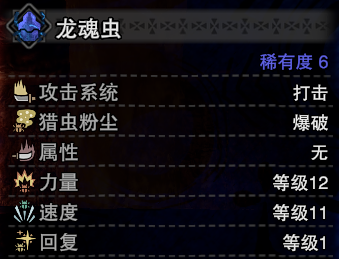 龙魂虫
稀有度 6
攻击系统 打击
猎虫粉尘 爆破
属性 无
力量 等级12
速度 等级11
回复 等级1